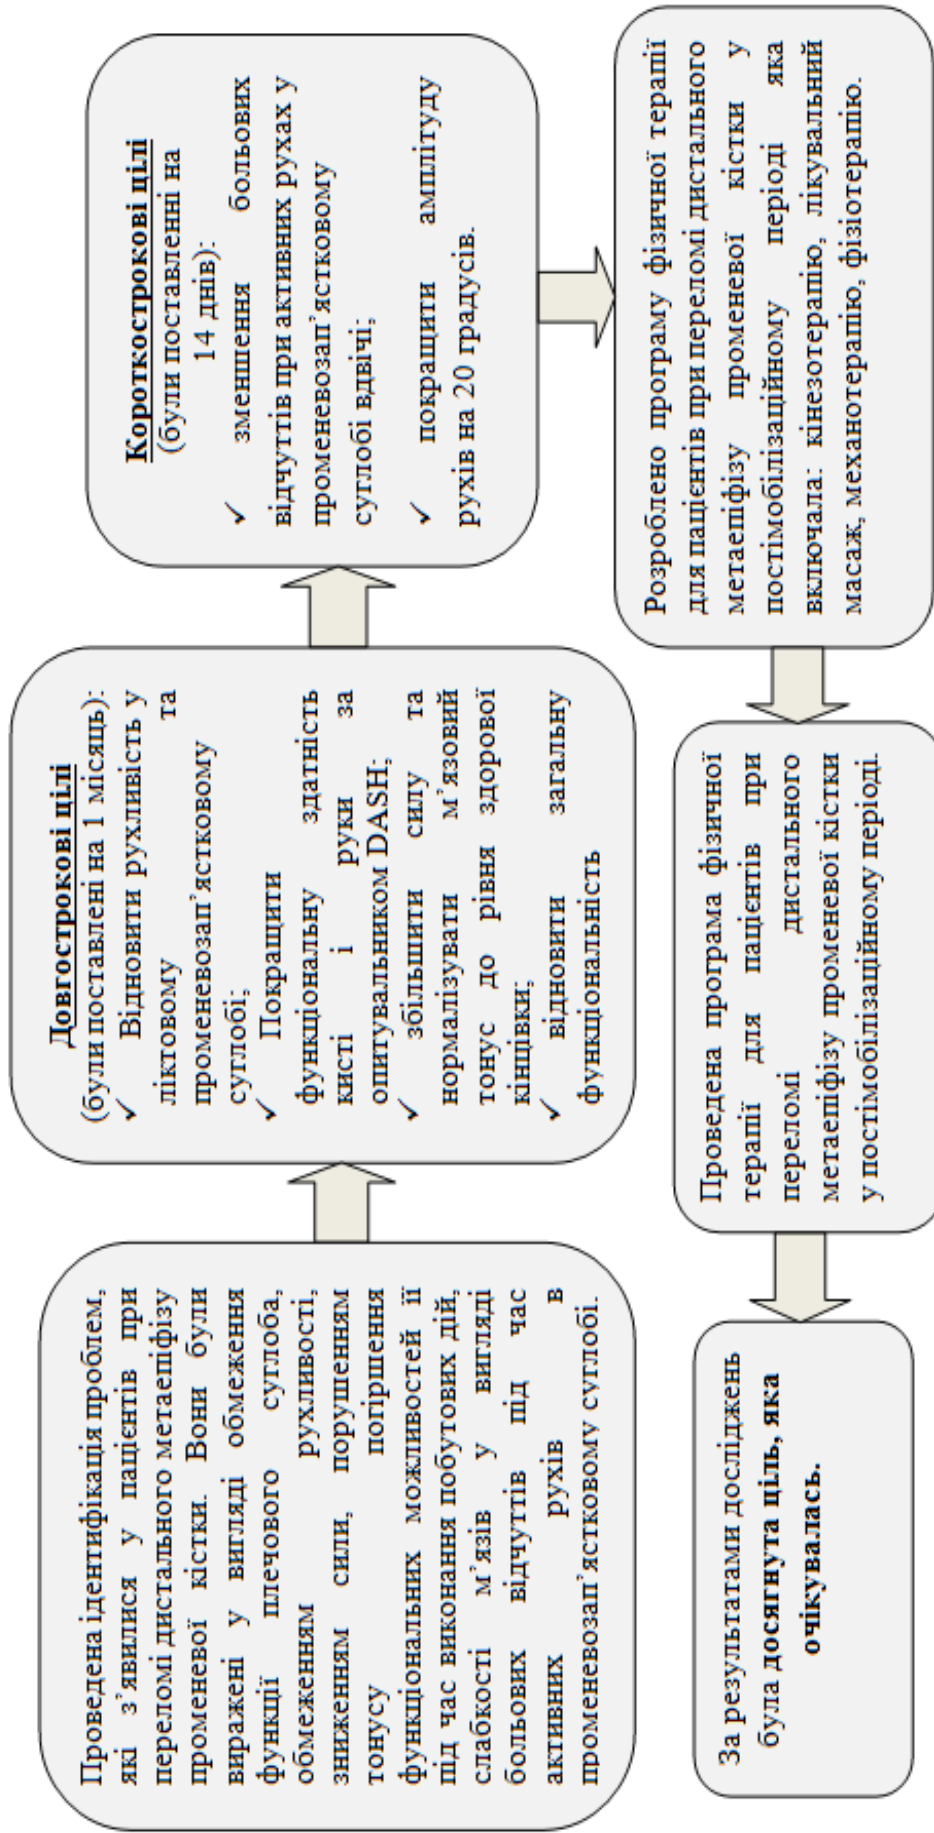 Проведена ідентифікація проблем,
які з’явилися у пацієнтів при
переломі дистального метаепіфізу
променевої кістки. Вони були
виражені у вигляді обмеження
функції плечового суглоба,
обмеженням рухливості,
зниженням сили, порушенням
тонусу погіршення
функціональних можливостей її
під час виконання побутових дій,
слабкості м’язів у вигляді
больових відчуттів під час
активних рухів в
променевозап’ястковому суглобі.
Довгострокові цілі
(були поставлені на 1 місяць):
✓ Відновити рухливість у
ліктовому та
променевозап’ястковому
суглобі;
✓ Покращити
функціональну здатність
кисті і руки за
опитувальником DASH;
✓ збільшити силу та
нормалізувати м’язовий
тонус до рівня здорової
кінцівки;
✓ відновити загальну
функціональність
Короткострокові цілі
(були поставленні на
14 днів):
✓ зменшення больових
відчуттів при активних рухах у
променевозап’ястковому
суглобі вдвічі;
✓ покращити амплітуду
рухів на 20 градусів.
Розроблено програму фізичної терапії
для пацієнтів при переломі дистального
метаепіфізу променевої кістки у
постімобілізаційному періоді яка
включала: кінезотерапію, лікувальний
масаж, механотерапію, фізіотерапію.
Проведена програма фізичної
терапії для пацієнтів при
переломі дистального
метаепіфізу променевої кістки
у постімобілізаційному періоді.
За результатами досліджень
була досягнута ціль, яка
очікувалась.